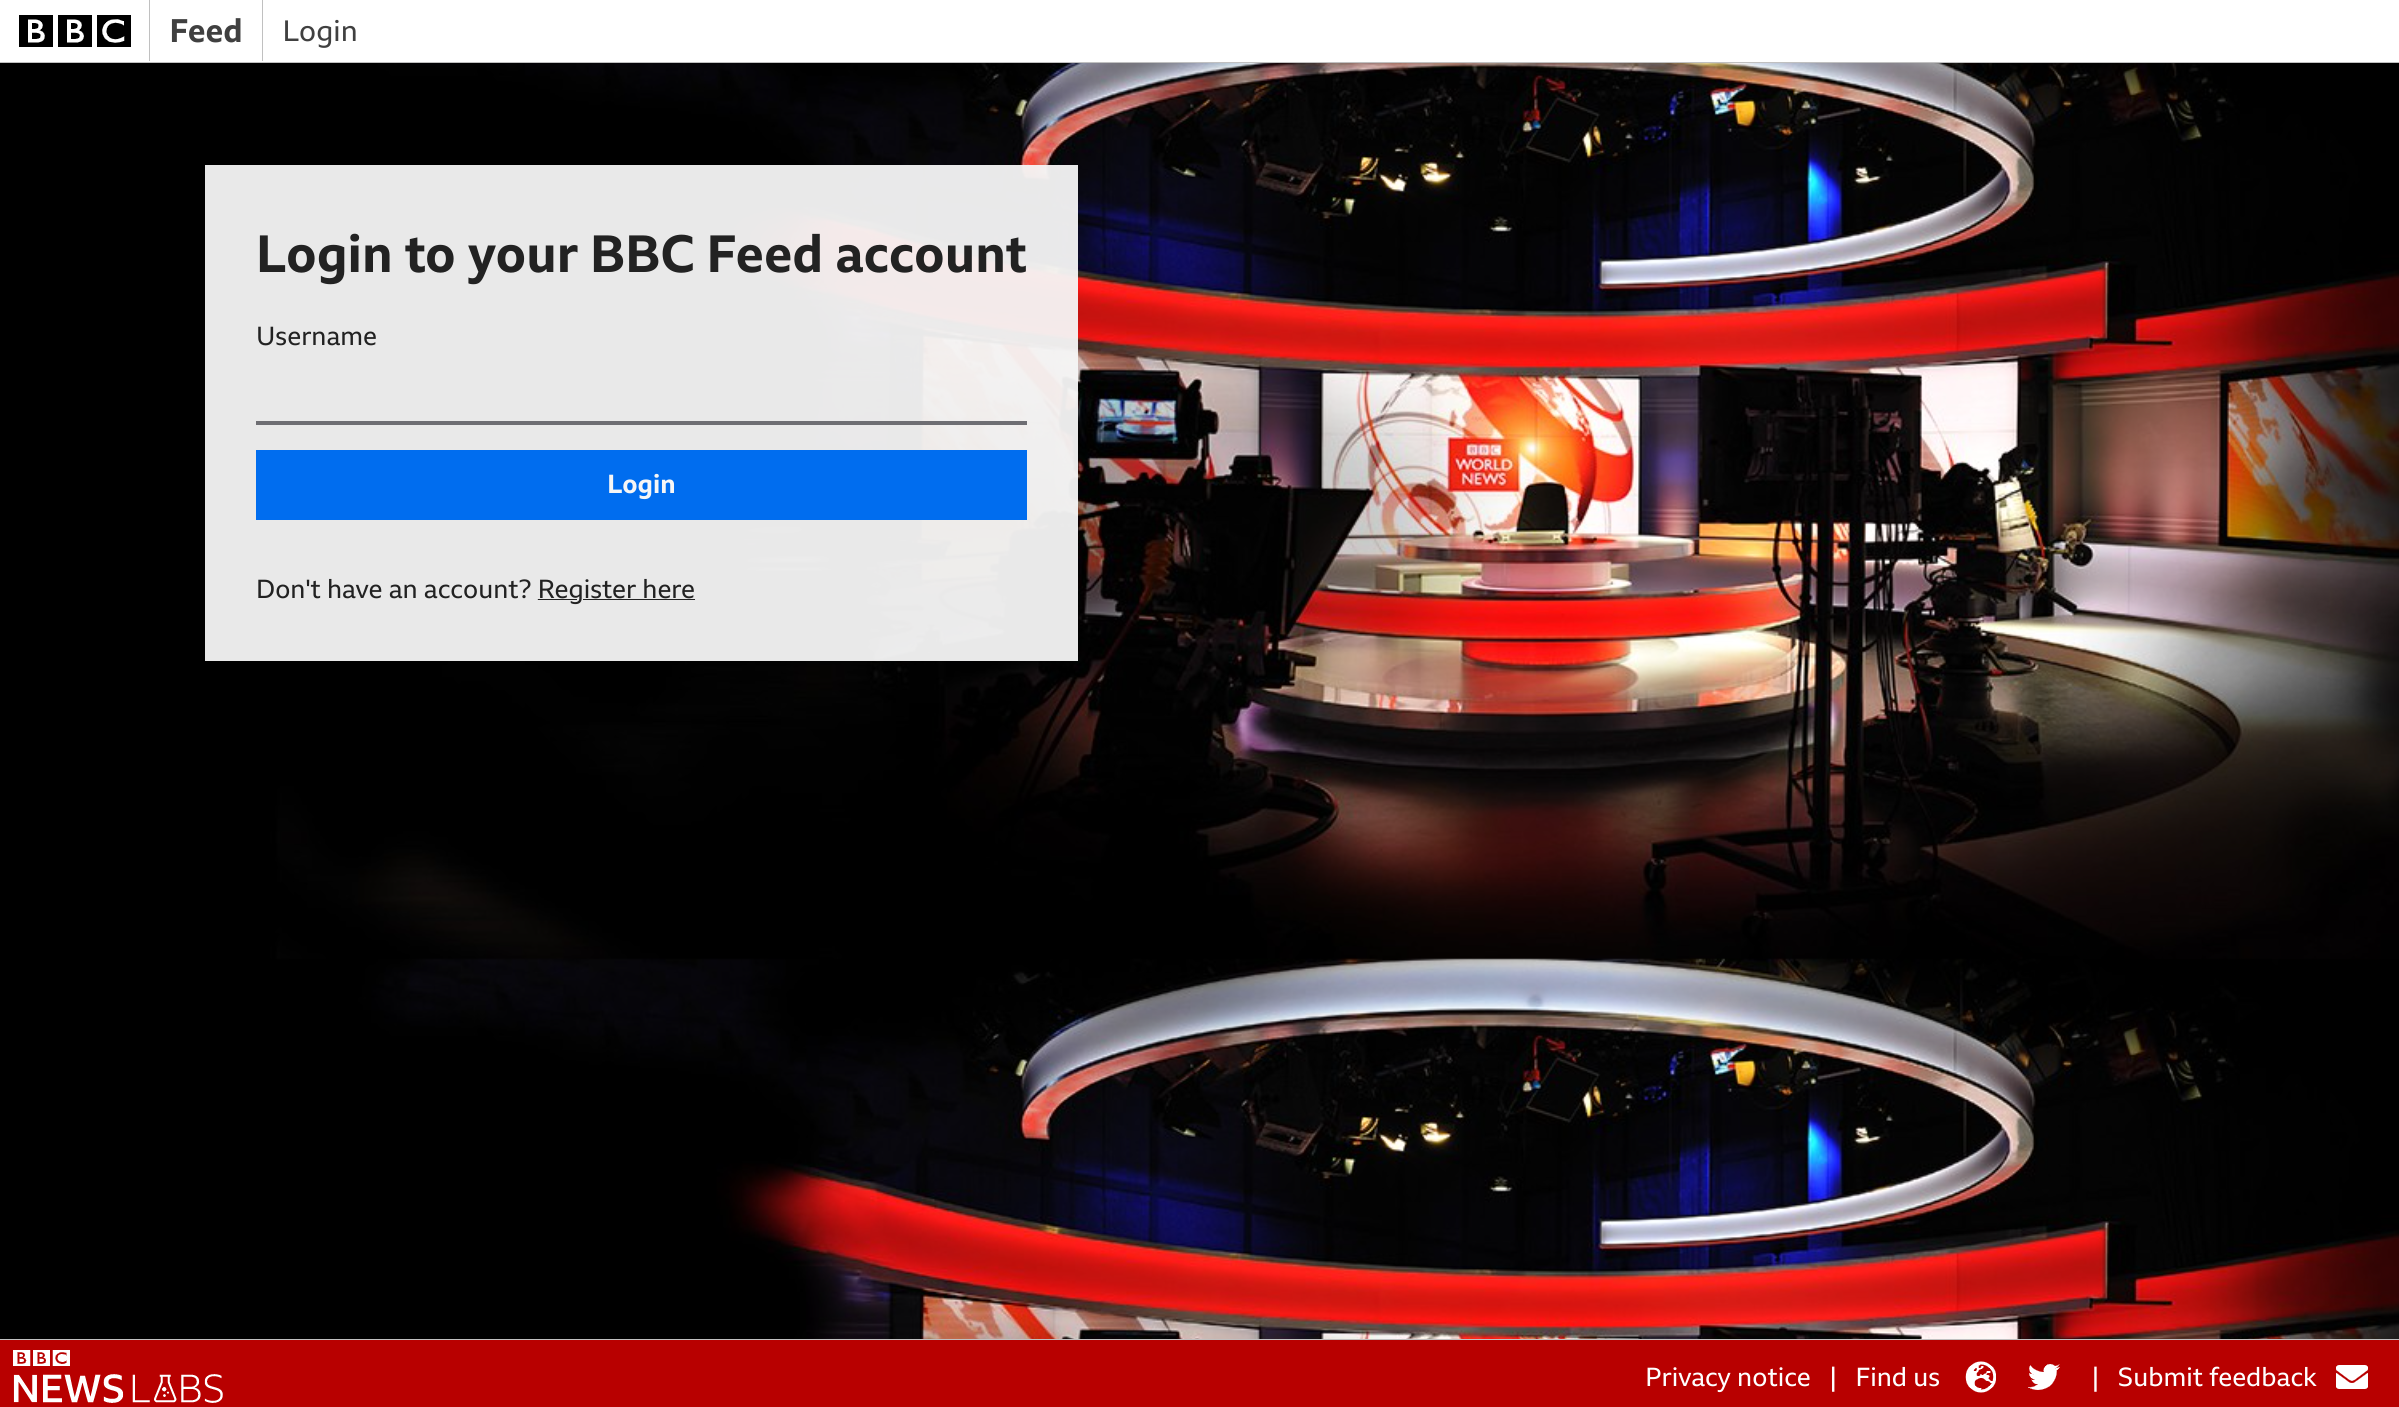 BBC
Feed
Login
Login to your BBC Feed account
Username
Login
Don't have an account? Register here
BBC
WORLD
NEWS
BBC
NEWS LABS
Privacy notice | Find us | Submit feedback